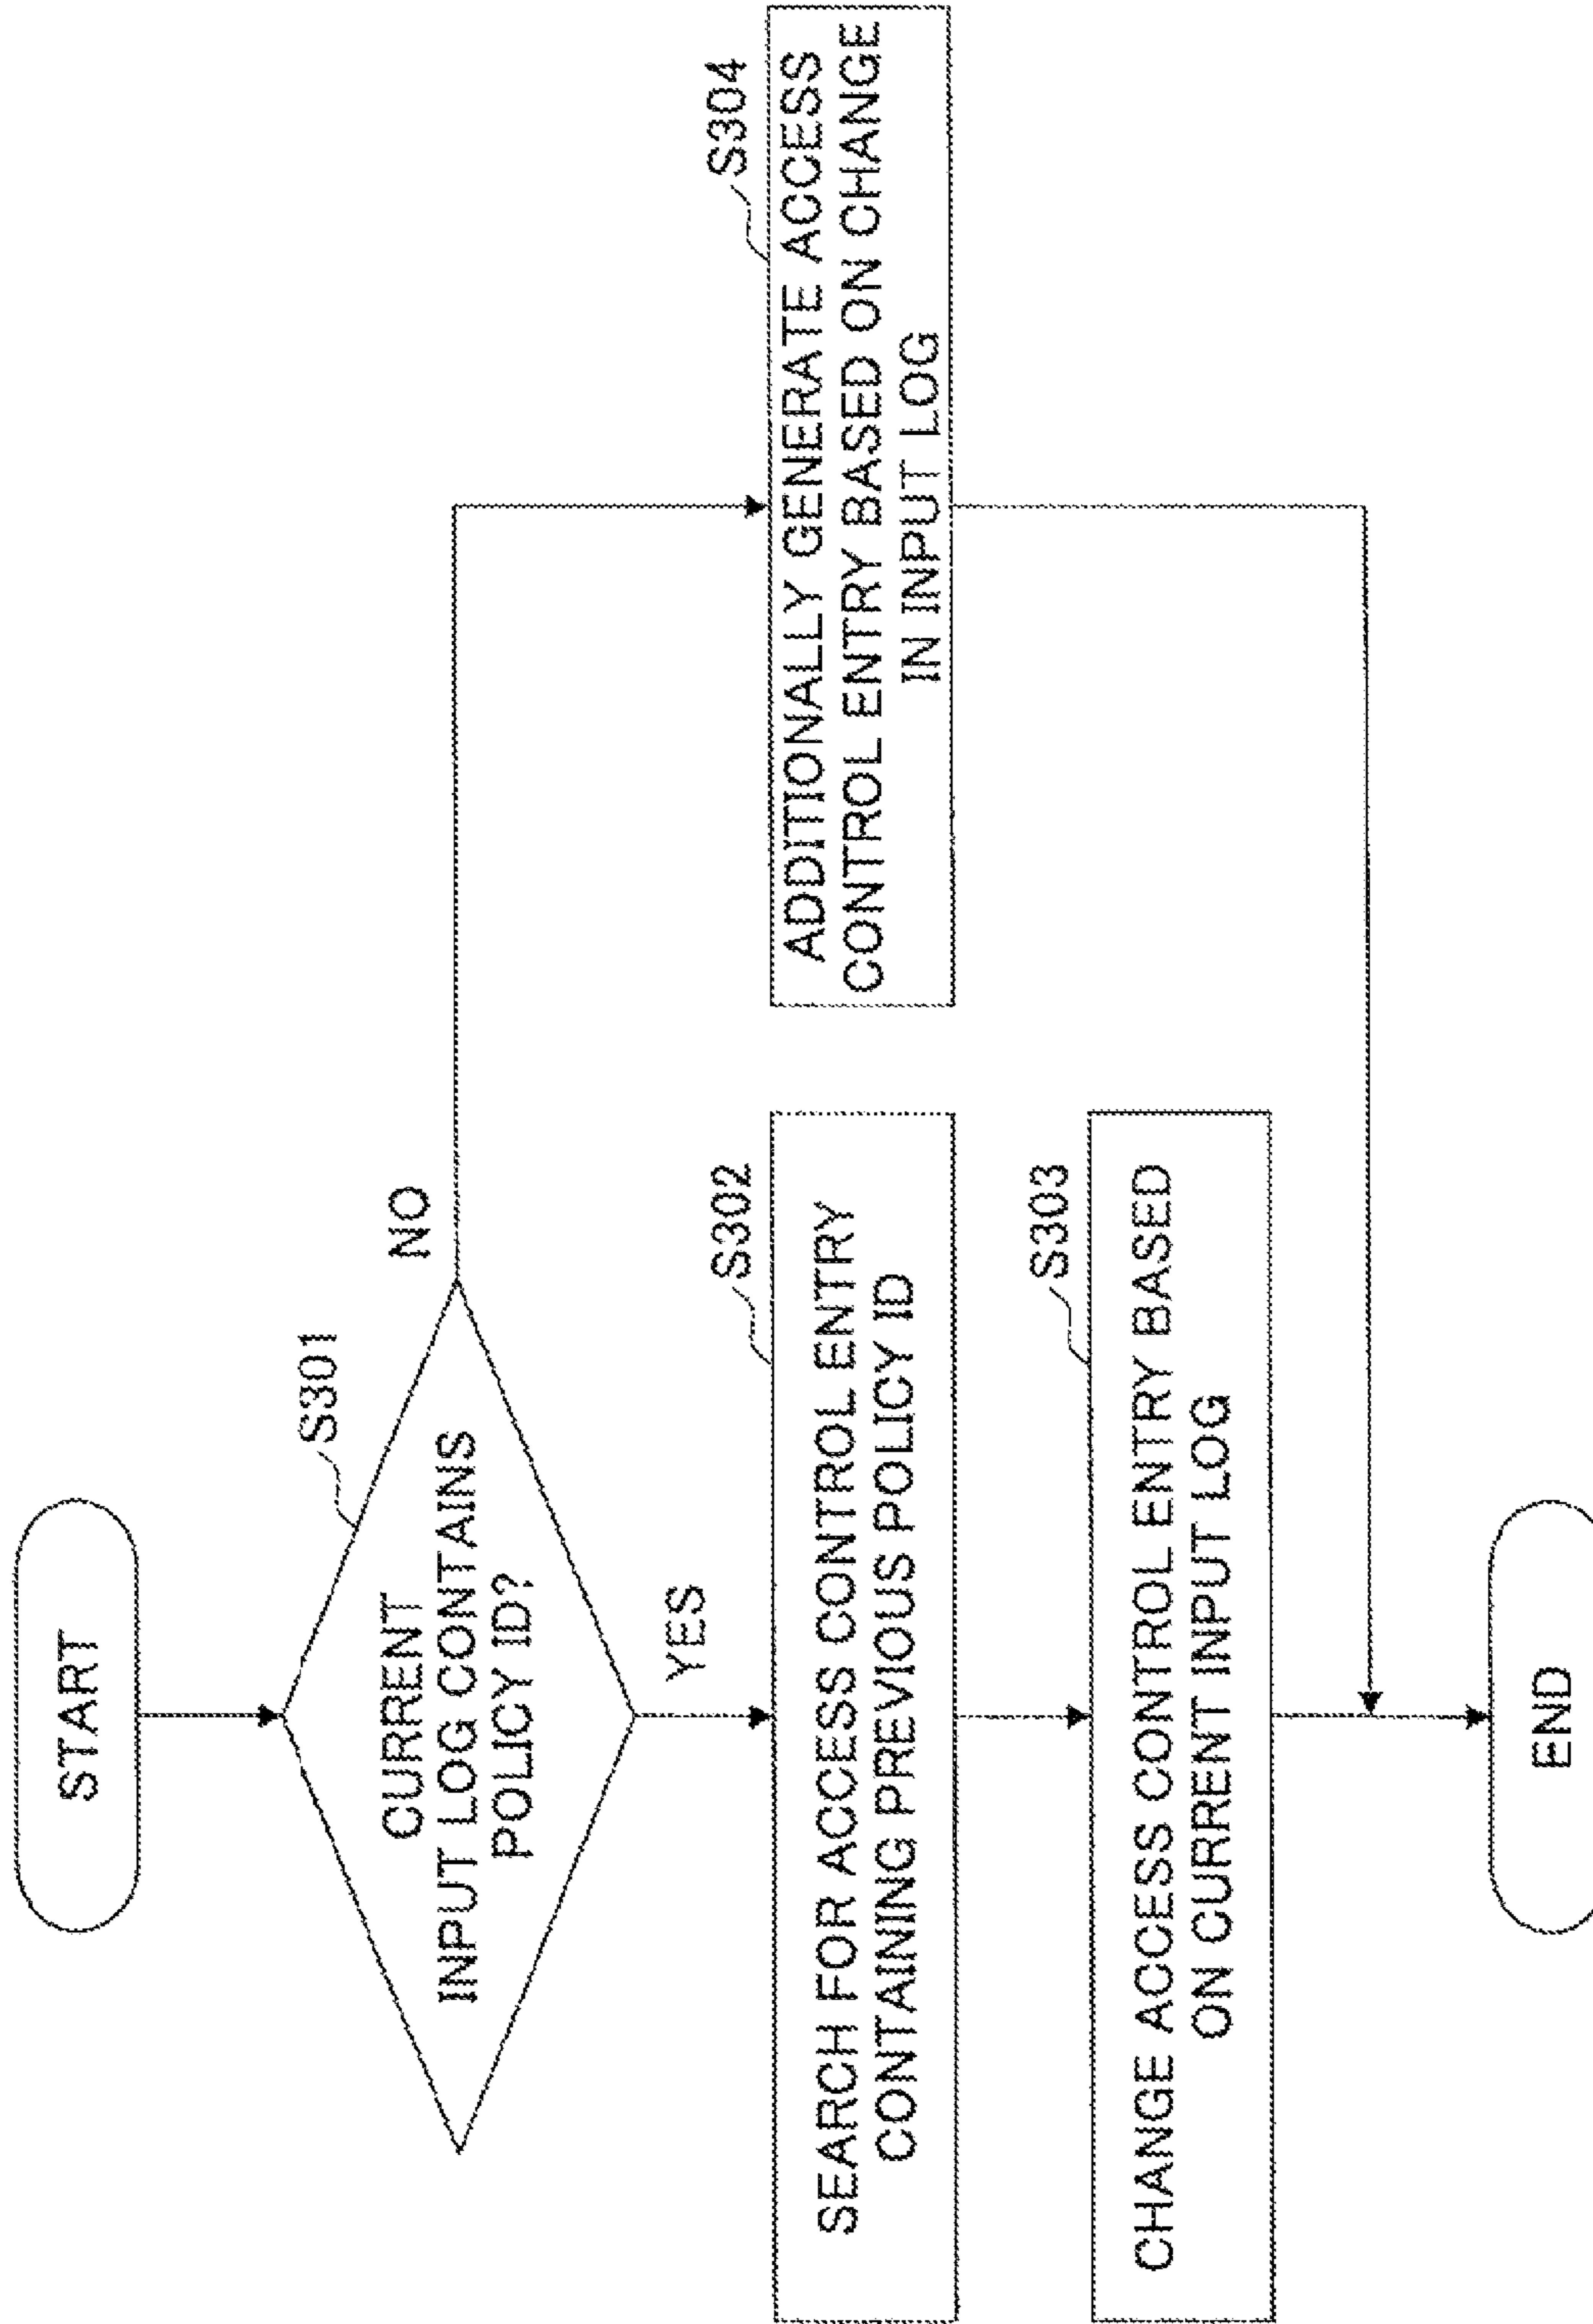 START
S301
CURRENT
INPUT LOG CONTAINS
POLICY ID?
NO
YES
S302
SEARCH FOR ACCESS CONTROL ENTRY
CONTAINING PREVIOUS POLICY ID
S304
ADDITIONALLY GENERATE ACCESS
CONTROL ENTRY BASED ON CHANGE
IN INPUT LOG
S303
CHANGE ACCESS CONTROL ENTRY BASED
ON CURRENT INPUT LOG
END